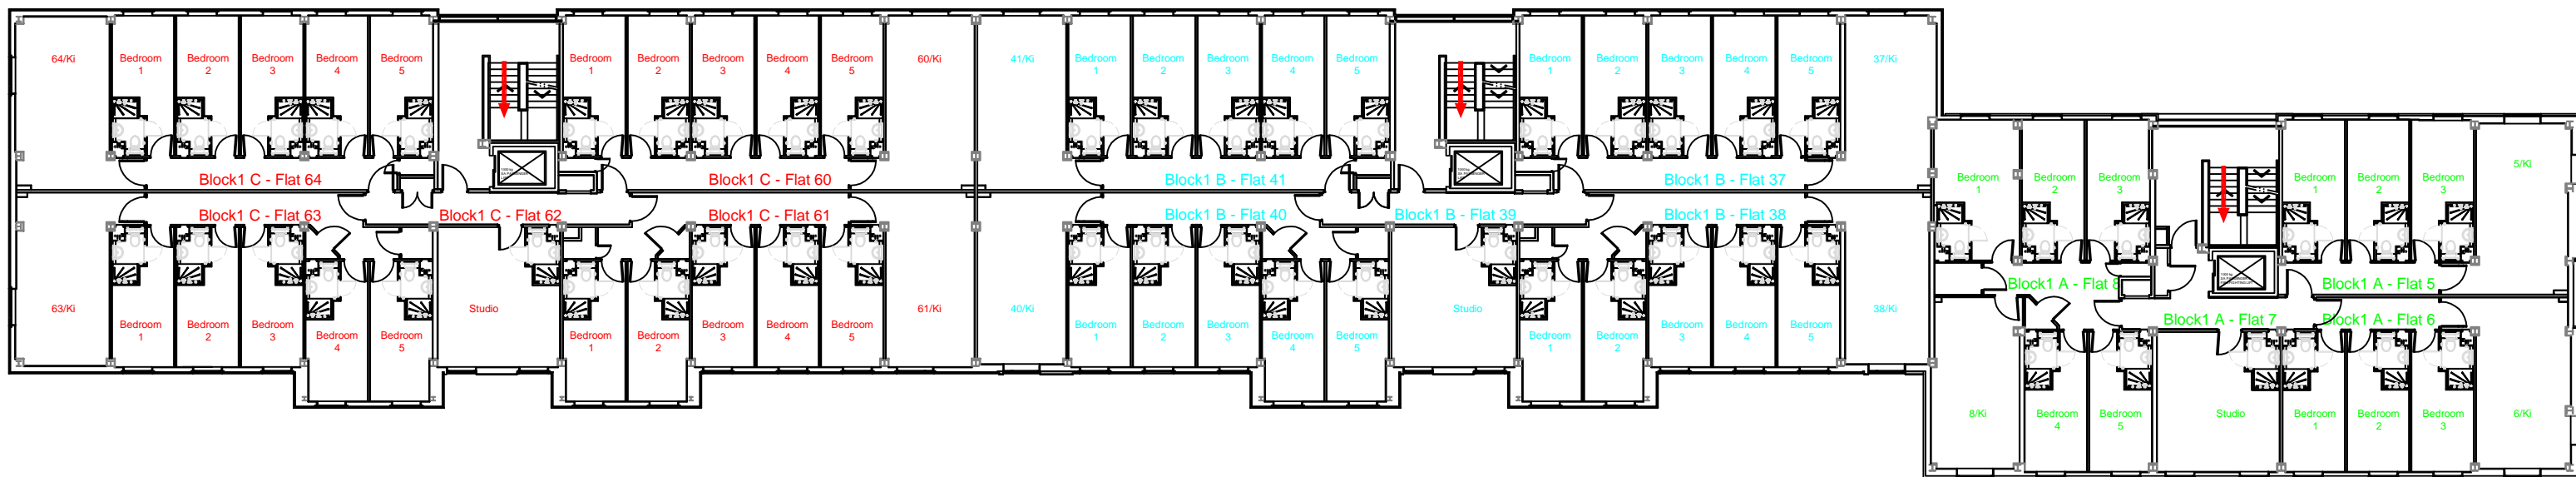 64/Ki
Bedroom
1
Bedroom
2
Bedroom
3
Bedroom
4
Bedroom
5
Bedroom
1
Bedroom
2
Bedroom
3
Bedroom
4
Bedroom
5
60/Ki
41/Ki
Bedroom
1
Bedroom
2
Bedroom
3
Bedroom
4
Bedroom
5
Bedroom
1
Bedroom
2
Bedroom
3
Bedroom
4
Bedroom
5
37/Ki
Block1 C - Flat 64
Block1 C - Flat 60
Block1 B - Flat 41
Block1 B - Flat 37
Block1 C - Flat 63
Block1 C - Flat 62
Block1 C - Flat 61
Block1 B - Flat 40
Block1 B - Flat 39
Block1 B - Flat 38
63/Ki
Bedroom
1
Bedroom
2
Bedroom
3
Bedroom
4
Bedroom
5
Studio
Bedroom
1
Bedroom
2
Bedroom
3
Bedroom
4
Bedroom
5
61/Ki
40/Ki
Bedroom
1
Bedroom
2
Bedroom
3
Bedroom
4
Bedroom
5
Studio
Bedroom
1
Bedroom
2
Bedroom
3
Bedroom
4
Bedroom
5
38/Ki
Bedroom
1
Bedroom
2
Bedroom
3
Bedroom
1
Bedroom
2
Bedroom
3
5/Ki
Block1 A - Flat 8
Block1 A - Flat 5
Block1 A - Flat 7
Block1 A - Flat 6
8/Ki
Bedroom
4
Bedroom
5
Studio
Bedroom
1
Bedroom
2
Bedroom
3
6/Ki